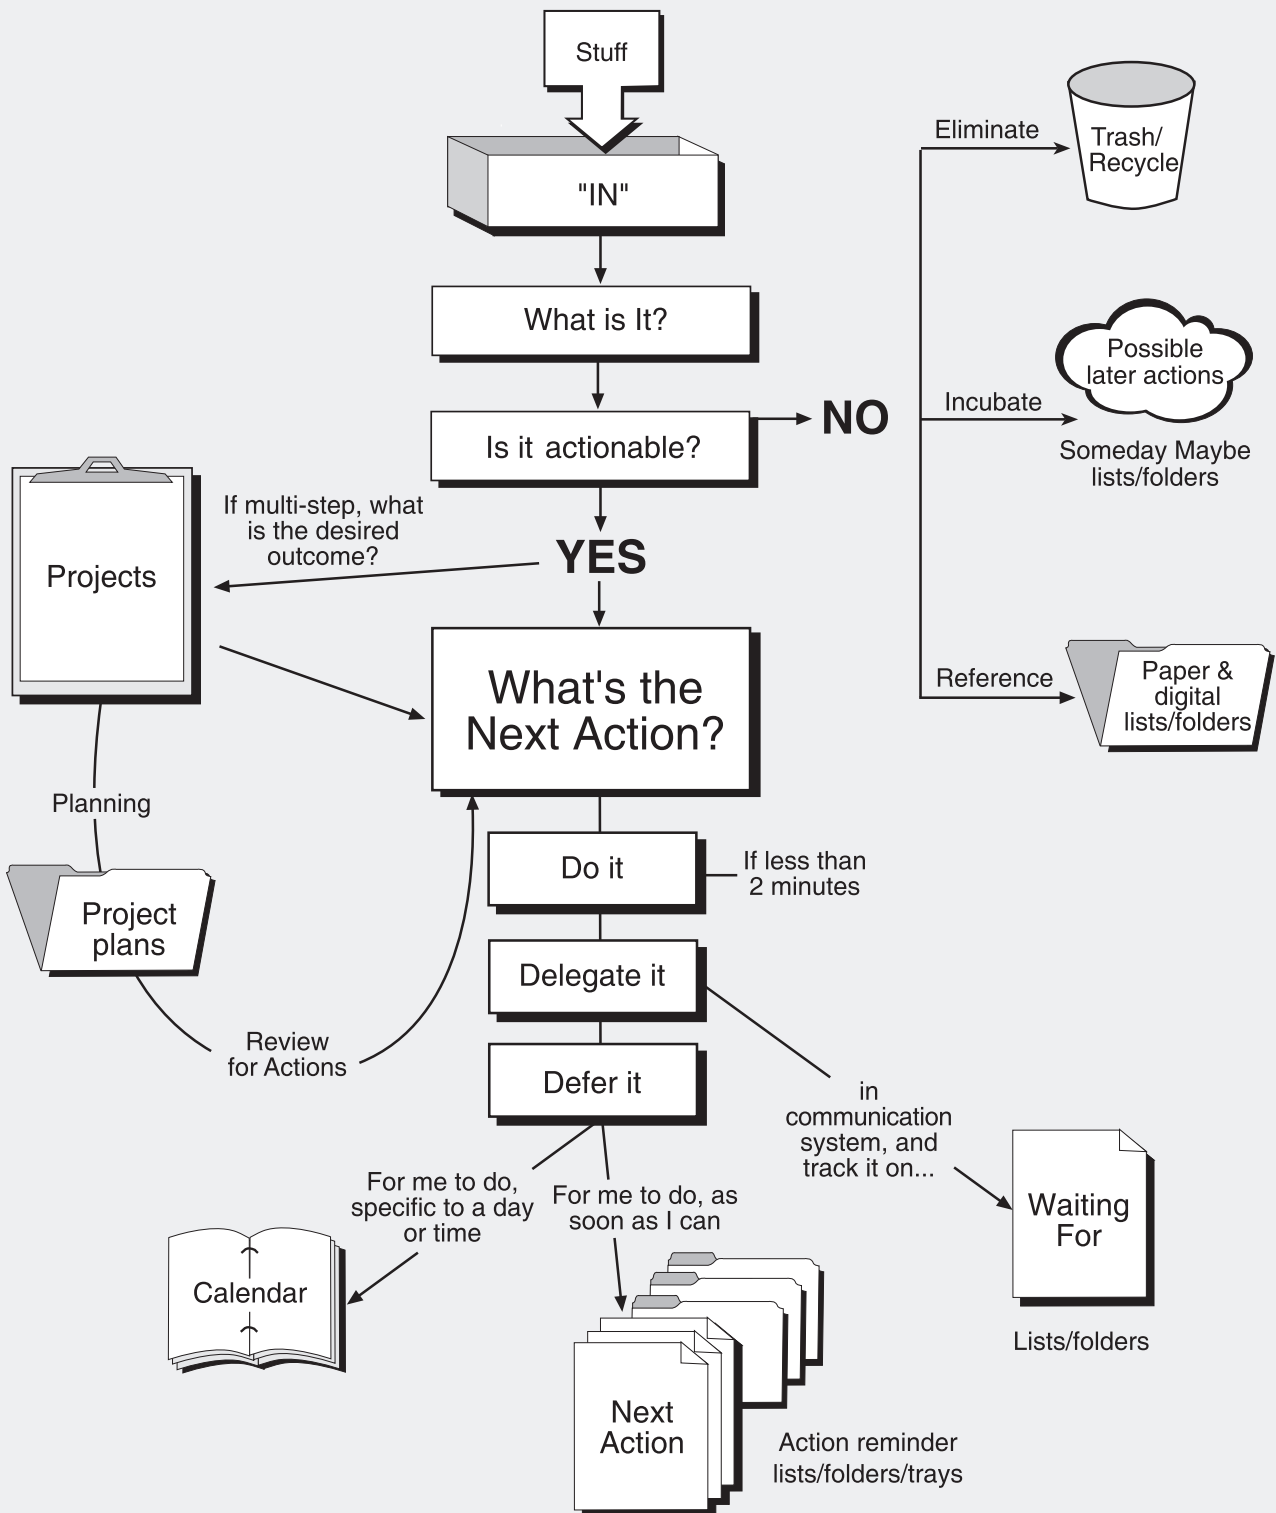 Stuff
"IN"
What is It?
Is it actionable?
NO
Eliminate
Trash/
Recycle
Incubate
Possible
later actions
Someday Maybe
lists/folders
Reference
Paper &
digital
lists/folders
YES
If multi-step, what
is the desired
outcome?
Projects
What's the
Next Action?
Planning
Project
plans
Review
for Actions
Do it
If less than
2 minutes
Delegate it
in
communication
system, and
track it on...
Waiting
For
Lists/folders
Defer it
For me to do,
specific to a day
or time
Calendar
For me to do, as
soon as I can
Next
Action
Action reminder
lists/folders/trays